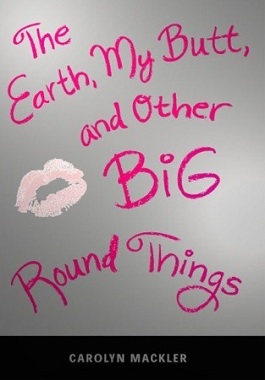 The
Earth, My Butt,
and Other
BiG
Round Things
CAROLYN MACKLER